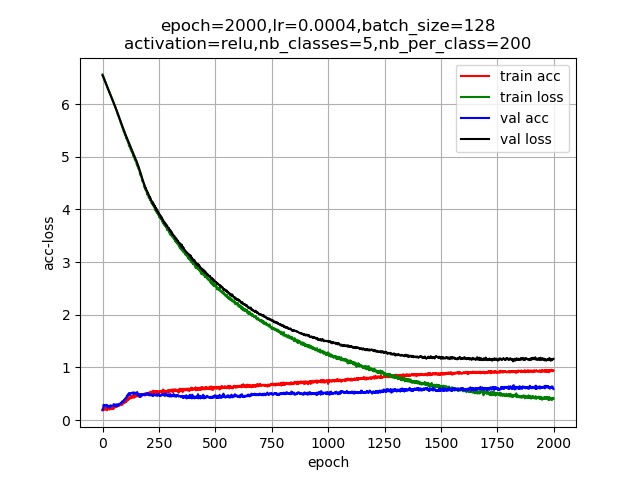 epoch=2000,lr=0.0004,batch_size=128
activation=relu,nb_classes=5,nb_per_class=200
train acc
train loss
val acc
val loss
acc-loss
6
5
4
3
2
1
0
0 250 500 750 1000 1250 1500 1750 2000
epoch